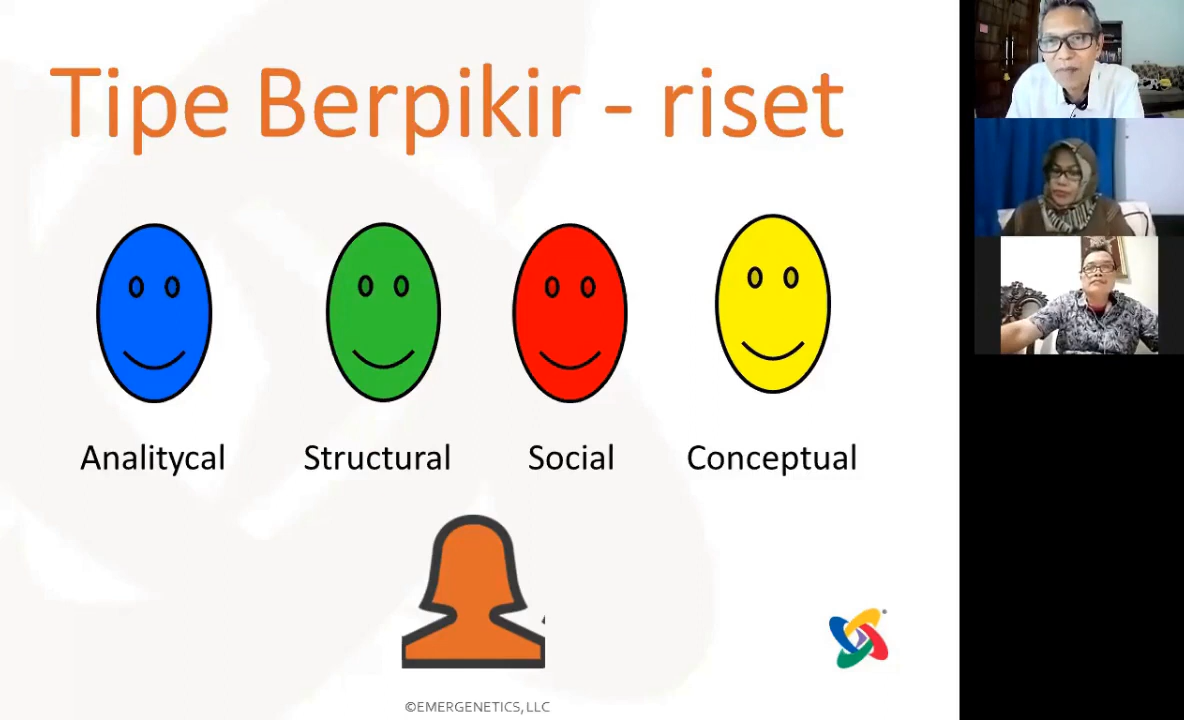 Tipe Berpikir - riset
Analitycal
Structural
Social
Conceptual
©EMERGENETICS, LLC